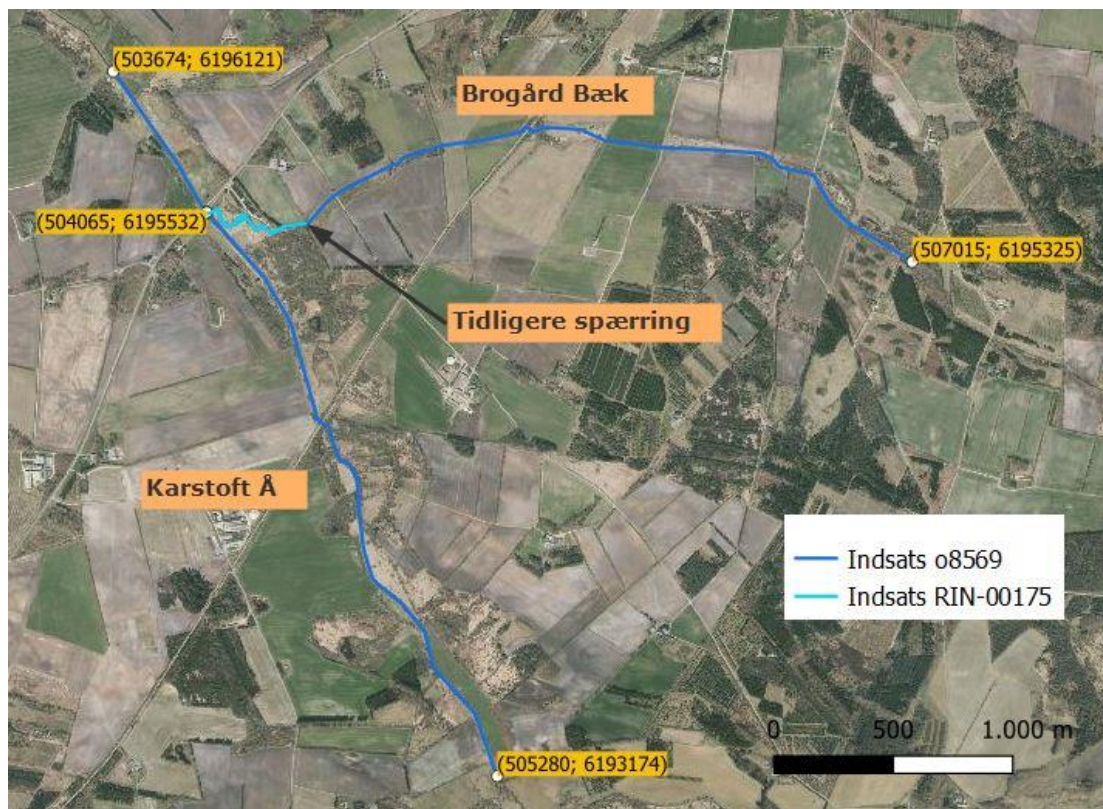 (503674; 6196121)
Brogård Bæk
(504065; 6195532)
(507015; 6195325)
Tidligere spærring
Karstoft Å
Indsats o8569
Indsats RIN-00175
0 500 1.000 m
(505280; 6193174)